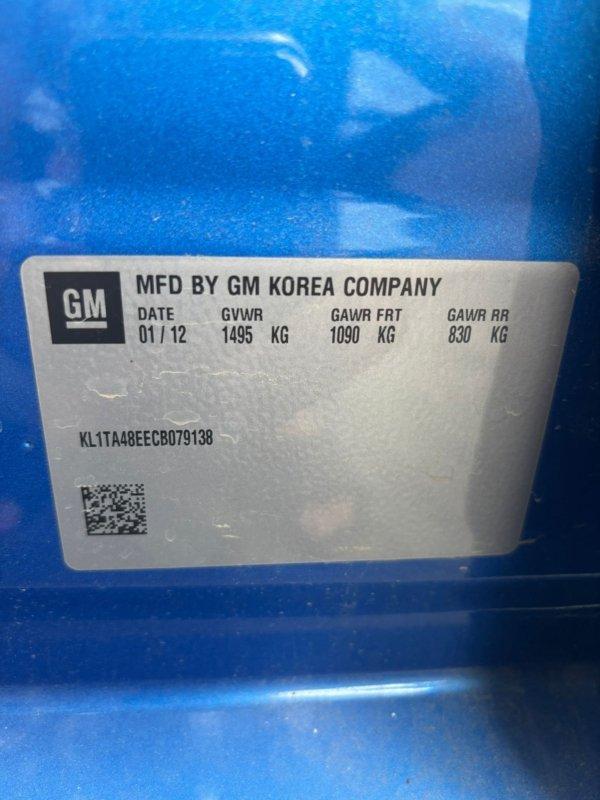 GM
MFD BY GM KOREA COMPANY
DATE GVWR GAWR FRT GAWR RR
01 / 12 1495 KG 1090 KG 830 KG
KL1TA48EECB079138